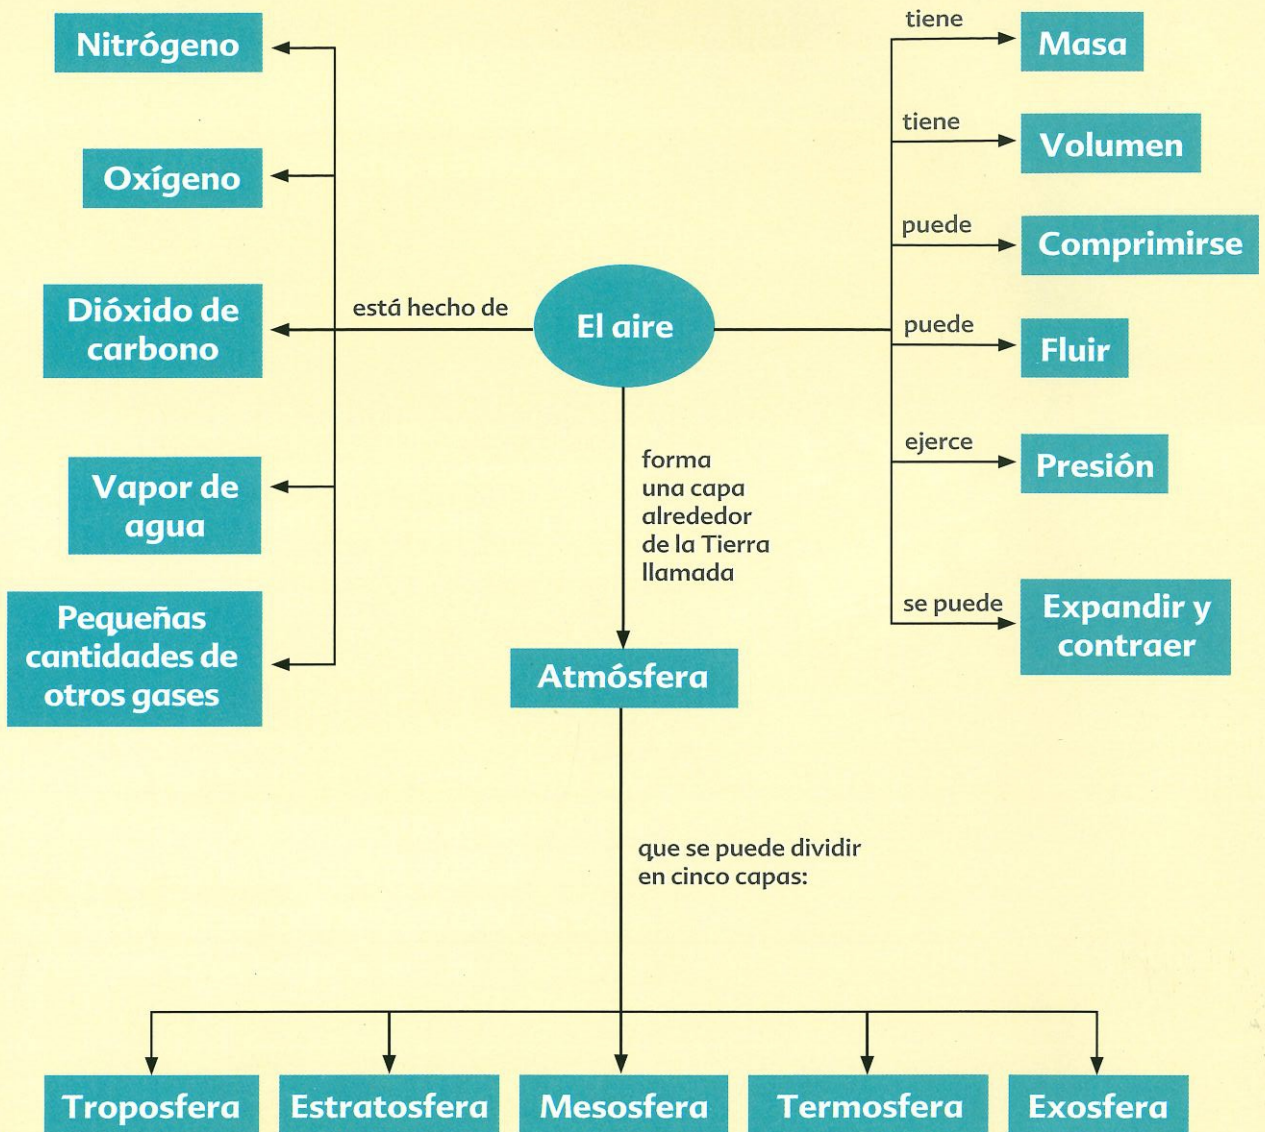 Nitrógeno
Oxígeno
Dióxido de
carbono
Vapor de
agua
Pequeñas
cantidades de
otros gases
está hecho de
El aire
tiene
Masa
tiene
Volumen
puede
Comprimirse
puede
Fluir
ejerce
Presión
se puede
Expandir y
contraer
forma
una capa
alrededor
de la Tierra
llamada
Atmósfera
que se puede dividir
en cinco capas:
Troposfera
Estratosfera
Mesosfera
Termosfera
Exosfera